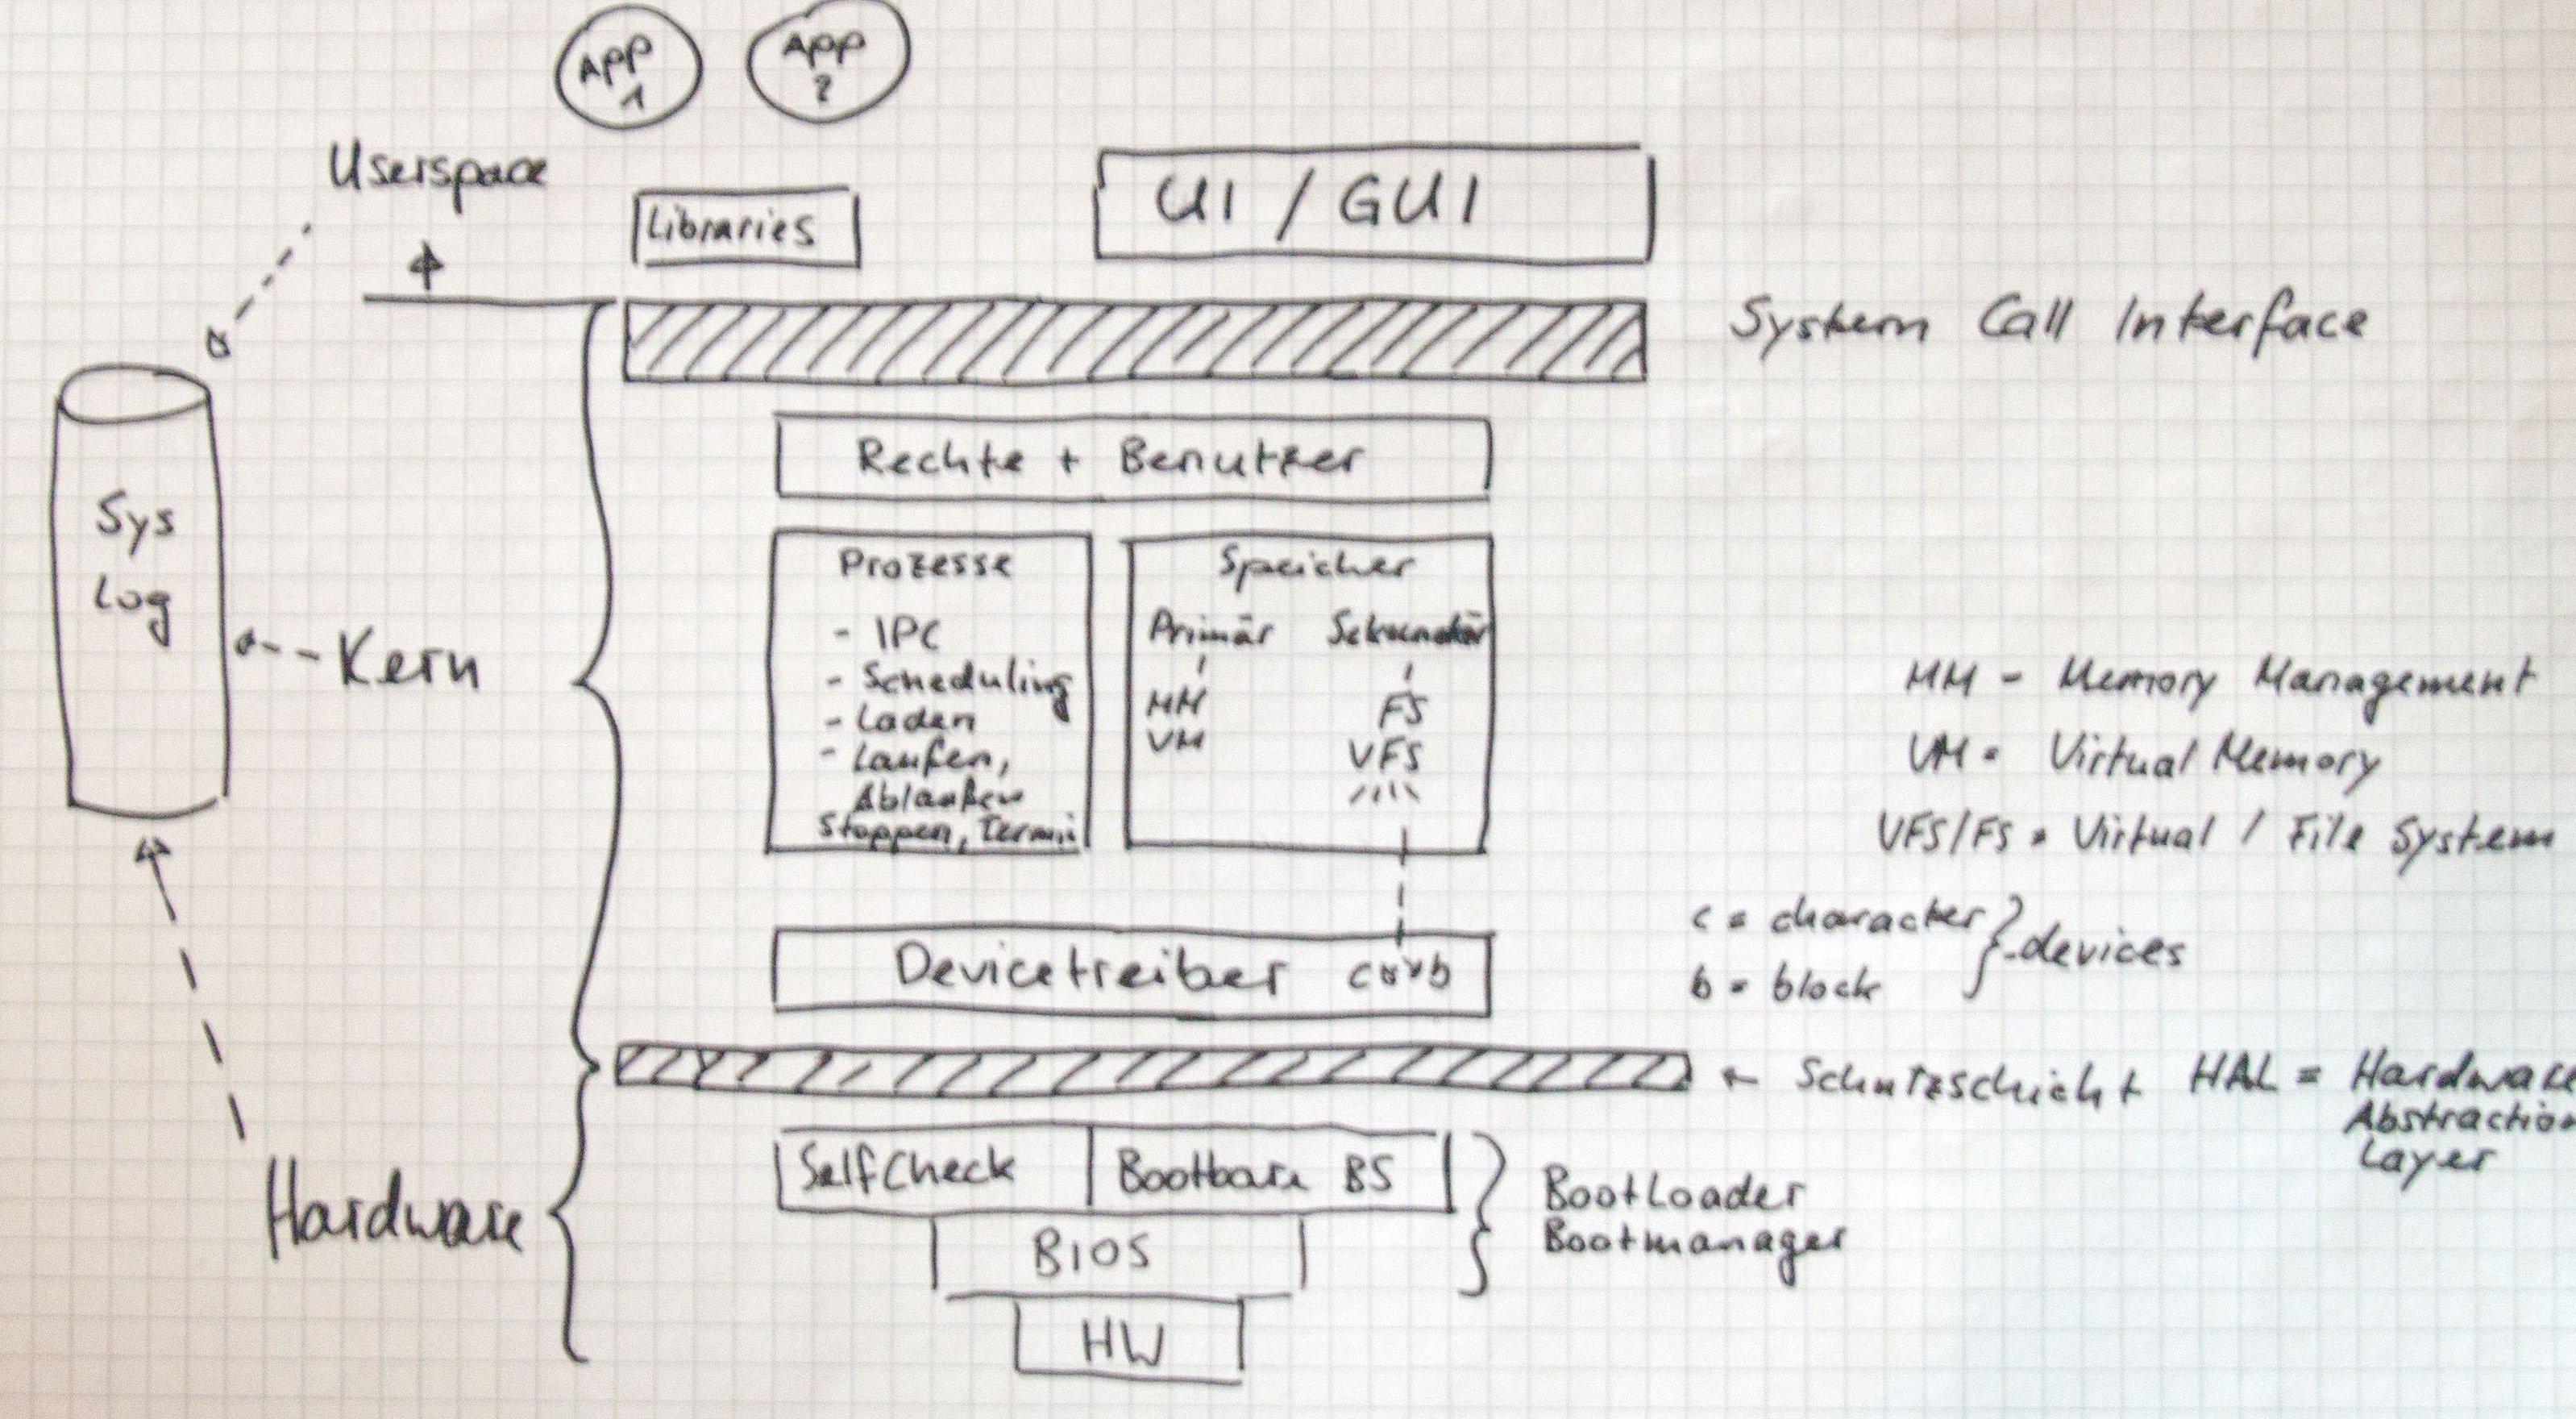 APP
1
APP
2
Userspace
Libraries
UI / GUI
System Call Interface
Rechte + Benutzer
Sys
Log
Kern
Prozesse
- IPC
- Scheduling
- Laden
- Laufen,
Ablaufen
Stoppen, Termi
Speicher
Primär Sekundär
MM FS
VM VFS
MM - Memory Management
VM = Virtual Memory
VFS/FS = Virtual / File System
c = character
b = block
devices
Devicetreiber c b
Schutzschicht HAL = Hardware
Abstraction
Layer
Hardware
SelfCheck
Bootbare BS
BIOS
HW
BootLoader
Bootmanager